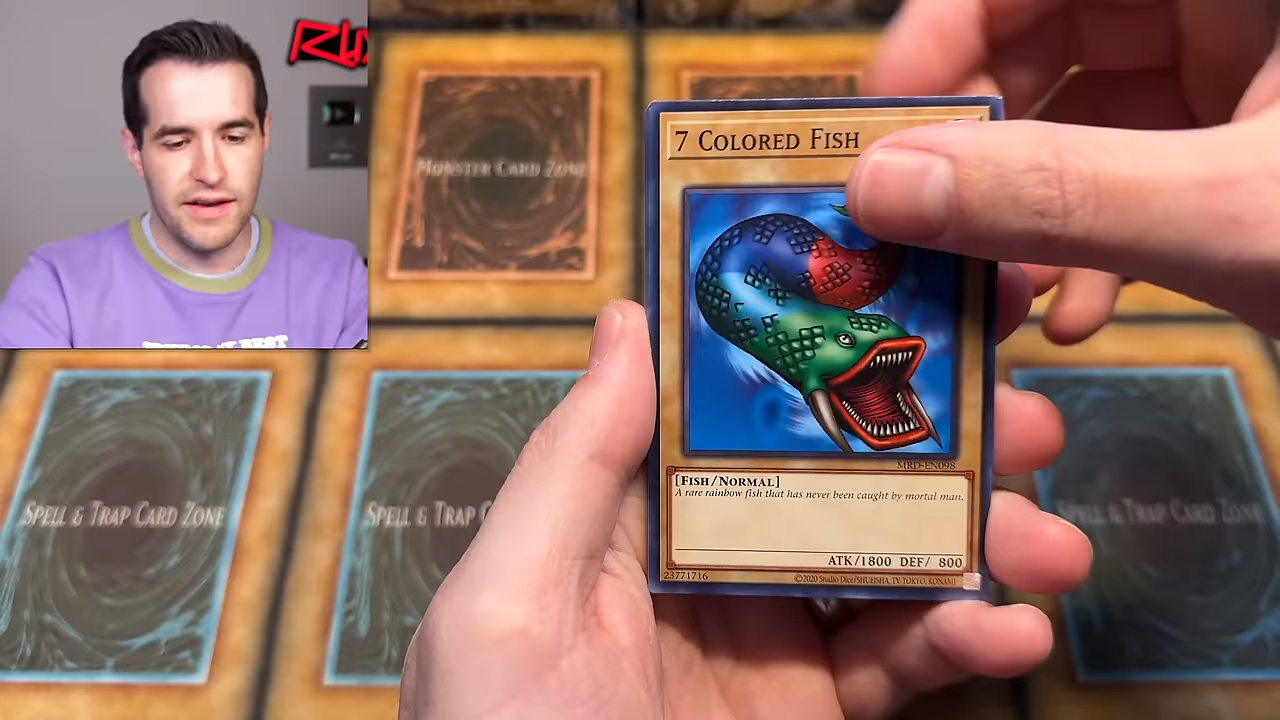 MONSTER CARD ZONE
7 COLORED FISH
MRD-EN098
[FISH/NORMAL]
A rare rainbow fish that has never been caught by mortal man.
ATK/1800 DEF/ 800
23771716
©2020 Studio Dice/SHUEISHA, TV TOKYO, KONAMI
SPELL & TRAP CARD ZONE
SPELL & TRAP
SPELL & TRAP CARD ZONE